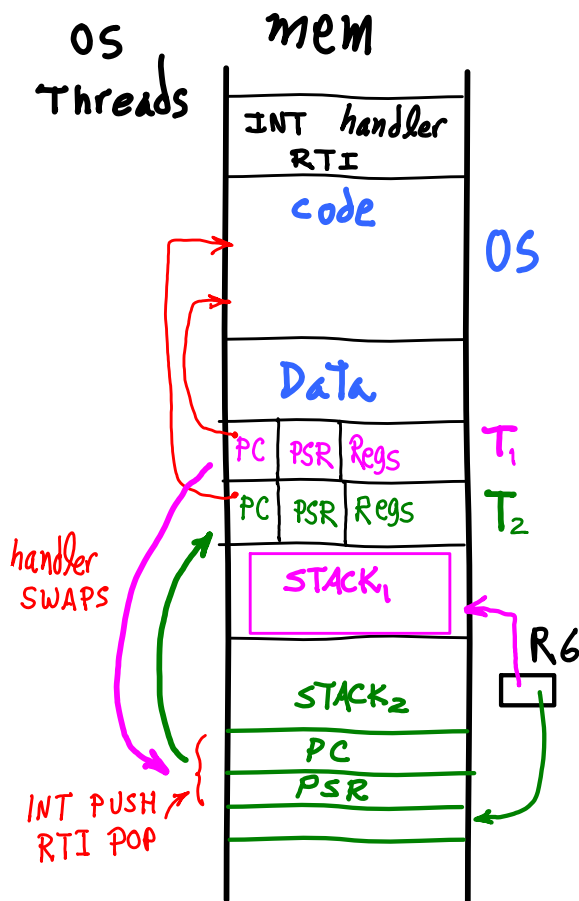 OS
Threads
mem
INT handler
RTI
code
OS
Data
PC PSR Regs
T1
PC PSR Regs
T2
handler
SWAPS
STACK1
R6
STACK2
PC
PSR
INT PUSH
RTI POP